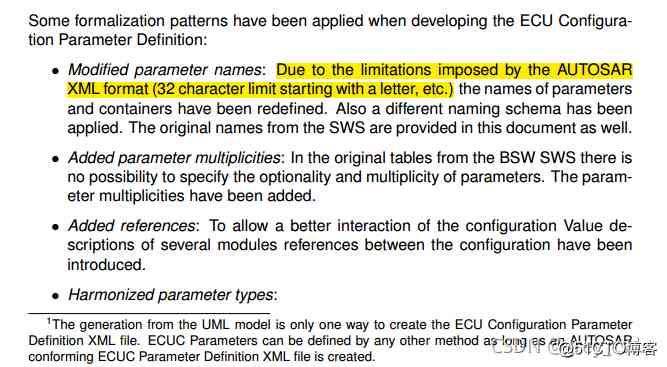 Some formalization patterns have been applied when developing the ECU Configura-
tion Parameter Definition:
• Modified parameter names: Due to the limitations imposed by the AUTOSAR
XML format (32 character limit starting with a letter, etc.) the names of parameters
and containers have been redefined. Also a different naming schema has been
applied. The original names from the SWS are provided in this document as well.
• Added parameter multiplicities: In the original tables from the BSW SWS there is
no possibility to specify the optionality and multiplicity of parameters. The param-
eter multiplicities have been added.
• Added references: To allow a better interaction of the configuration Value de-
scriptions of several modules references between the configuration have been
introduced.
• Harmonized parameter types:
1The generation from the UML model is only one way to create the ECU Configuration Parameter
Definition XML file. ECUC Parameters can be defined by any other method as long as an AUTOSAR
conforming ECUC Parameter Definition XML file is created.
@51CTO博客